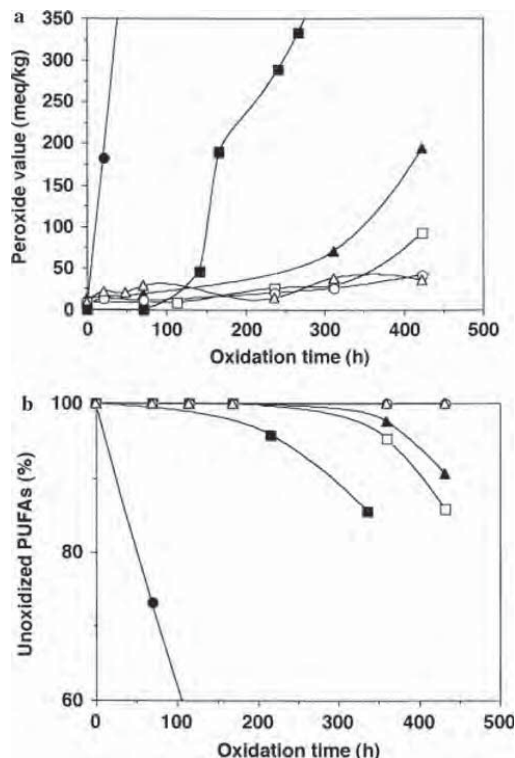 a
350
300
250
200
150
100
50
0
Peroxide value (meq/kg)
0 100 200 300 400 500
Oxidation time (h)
b
100
80
60
Unoxidized PUFAs (%)
0 100 200 300 400 500
Oxidation time (h)